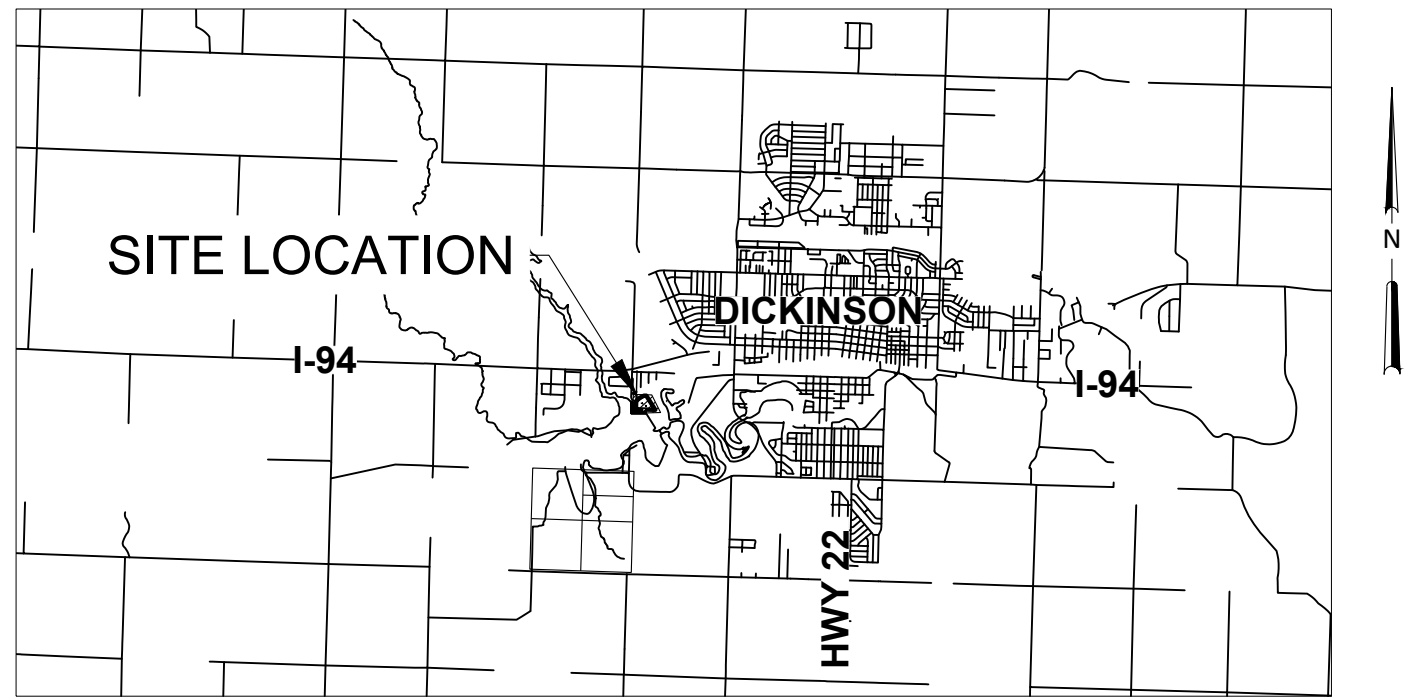 N
SITE LOCATION
DICKINSON
I-94
I-94
HWY 22